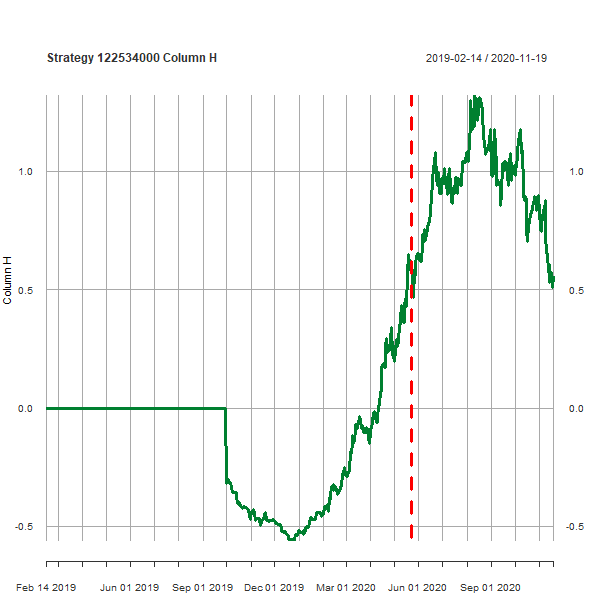 Strategy 122534000 Column H
2019-02-14 / 2020-11-19
Column H
1.0
1.0
0.5
0.5
0.0
0.0
-0.5
-0.5
Feb 14 2019
Jun 01 2019
Sep 01 2019
Dec 01 2019
Mar 01 2020
Jun 01 2020
Sep 01 2020